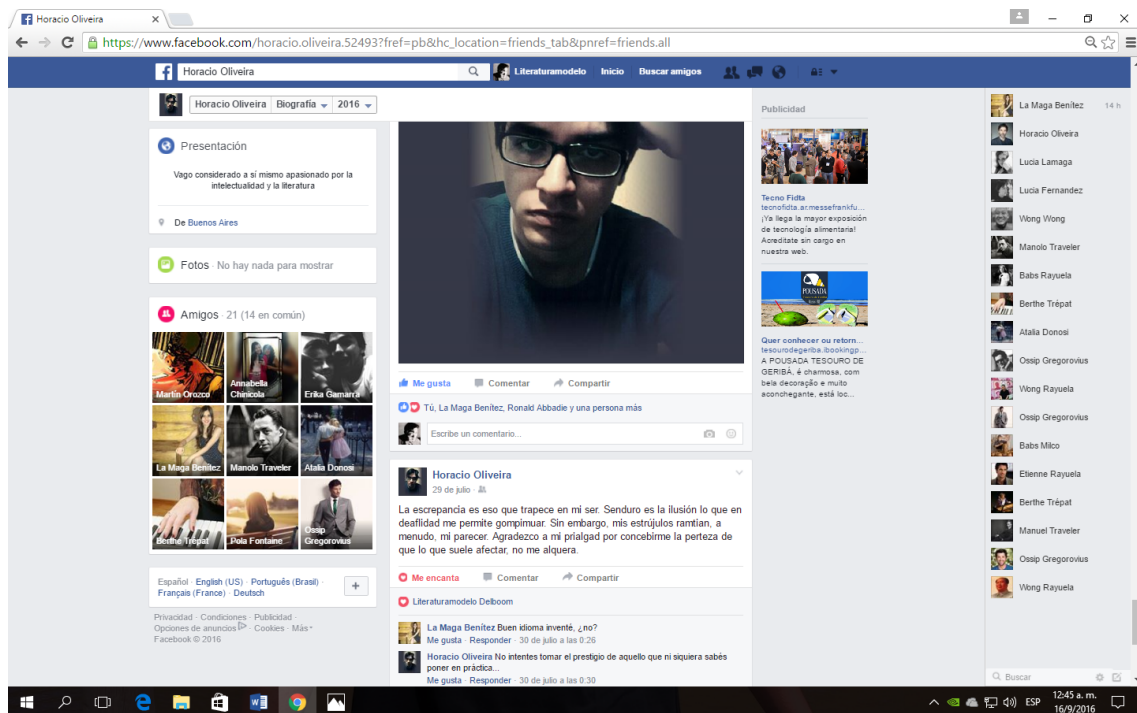 Horacio Oliveira
https://www.facebook.com/horacio.oliveira.52493?fref=pb&hc_location=friends_tab&pnref=friends.all
Horacio Oliveira
Literaturamodelo Inicio Buscar amigos
Horacio Oliveira Biografía 2016
Presentación
Vago considerado a sí mismo apasionado por la
intelectualidad y la literatura
De Buenos Aires
Fotos · No hay nada para mostrar
Amigos · 21 (14 en común)
Martín Orozco
Annabella
Chinicola
Erika Gamarra
La Maga Benítez
Manolo Traveler
Atalia Donosi
Berthe Trépat
Pola Fontaine
Ossip
Gregorovius
Español · English (US) · Português (Brasil) ·
Français (France) · Deutsch
+
Privacidad · Condiciones · Publicidad ·
Opciones de anuncios · Cookies · Más
Facebook © 2016
Me gusta Comentar Compartir
Tú, La Maga Benítez, Ronald Abbadie y una persona más
Escribe un comentario...
Horacio Oliveira
29 de julio ·
La escrepancia es eso que trapece en mi ser. Senduro es la ilusión lo que en
deaflidad me permite gompimuar. Sin embargo, mis estrújulos ramtian, a
menudo, mi parecer. Agradezco a mi prialgad por concebirme la perteza de
que lo que suele afectar, no me alquera.
Me encanta Comentar Compartir
Literaturamodelo Delboom
La Maga Benítez Buen idioma inventé, ¿no?
Me gusta · Responder · 30 de julio a las 0:26
Horacio Oliveira No intentes tomar el prestigio de aquello que ni siquiera sabés
poner en práctica...
Me gusta · Responder · 30 de julio a las 0:30
Publicidad
Tecno Fidta
tecnofidta.ar.messefrankfu...
¡Ya llega la mayor exposición
de tecnología alimentaria!
Acreditate sin cargo en
nuestra web.
POUSADA
Quer conhecer ou retorn...
tesourodegeriba.ibookingp...
A POUSADA TESOURO DE
GERIBÁ, é charmosa, com
bela decoração e muito
aconchegante, está loc...
La Maga Benítez 14 h
Horacio Oliveira
Lucia Lamaga
Lucia Fernandez
Wong Wong
Manolo Traveler
Babs Rayuela
Berthe Trépat
Atalia Donosi
Ossip Gregorovius
Wong Rayuela
Ossip Gregorovius
Babs Milco
Etienne Rayuela
Berthe Trépat
Manuel Traveler
Ossip Gregorovius
Wong Rayuela
Buscar
ESP
12:45 a. m.
16/9/2016